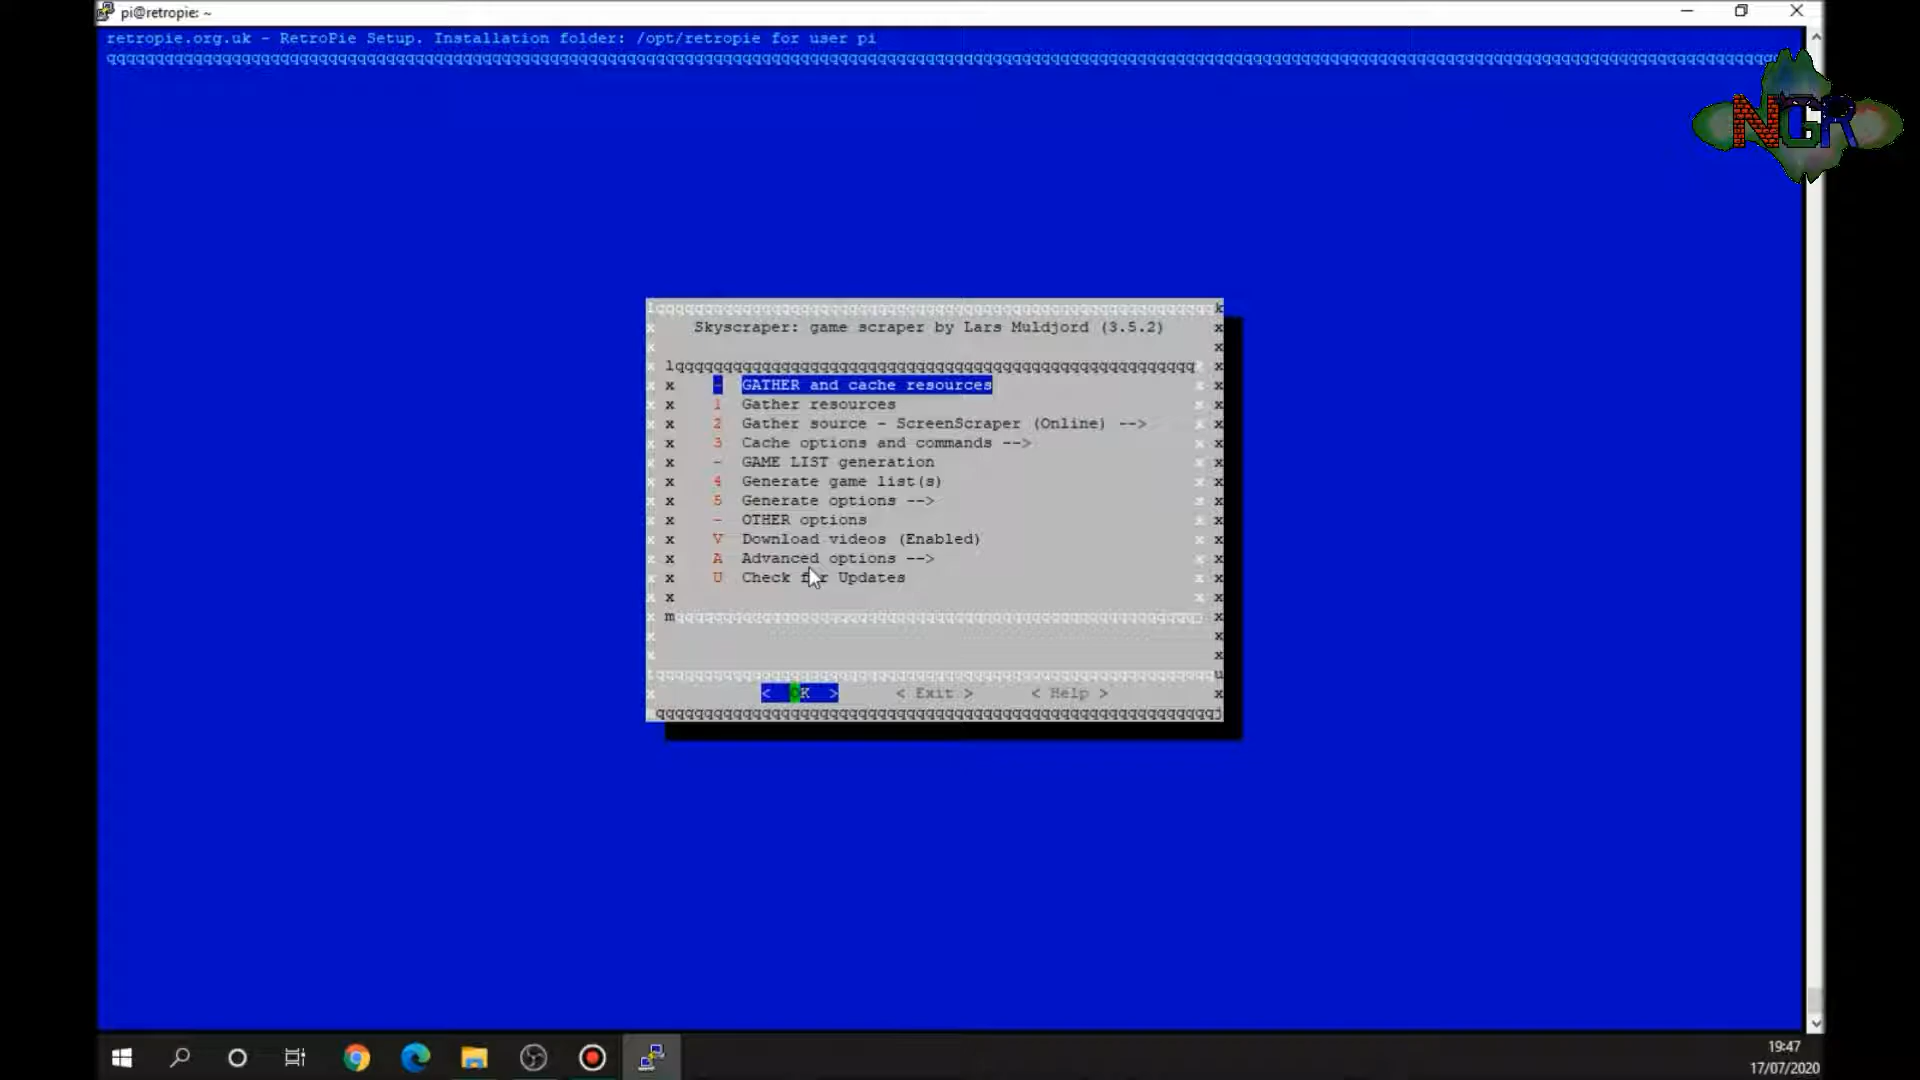 pi@retropie: ~
retropie.org.uk - RetroPie Setup. Installation folder: /opt/retropie for user pi
NGR
Skyscraper: game scraper by Lars Muldjord (3.5.2)
- GATHER and cache resources
1 Gather resources
2 Gather source - ScreenScraper (Online) -->
3 Cache options and commands -->
- GAME LIST generation
4 Generate game list(s)
5 Generate options -->
- OTHER options
V Download videos (Enabled)
A Advanced options -->
U Check for Updates
< OK > < Exit > < Help >
19:47
17/07/2020